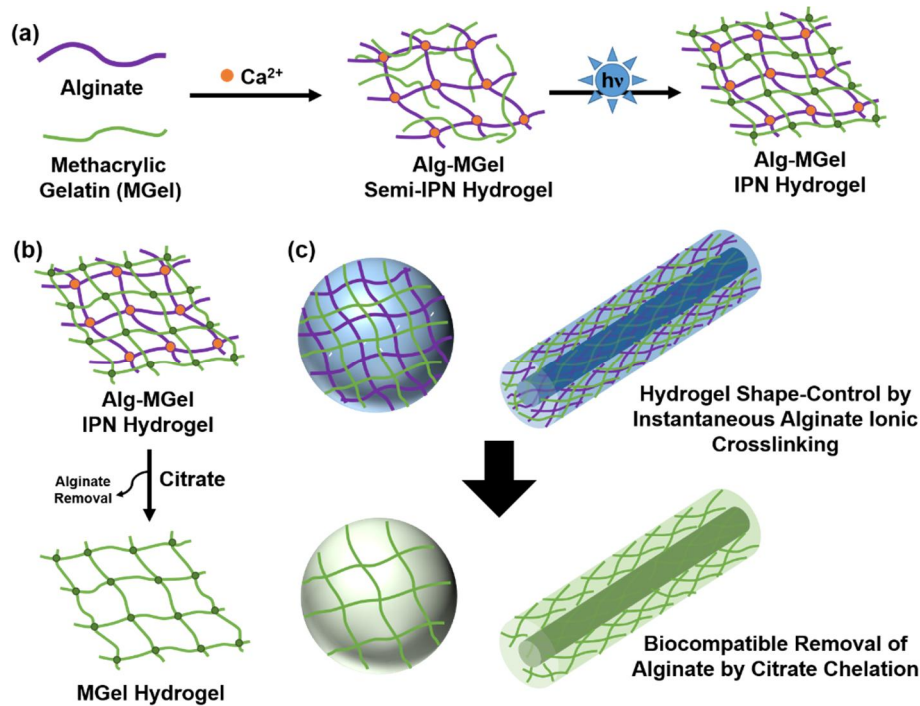 (a)
Alginate
Methacrylic
Gelatin (MGel)
Ca²⁺
Alg-MGel
Semi-IPN Hydrogel
hν
Alg-MGel
IPN Hydrogel
(b)
Alg-MGel
IPN Hydrogel
Alginate
Removal
Citrate
MGel Hydrogel
(c)
Hydrogel Shape-Control by
Instantaneous Alginate Ionic
Crosslinking
Biocompatible Removal of
Alginate by Citrate Chelation